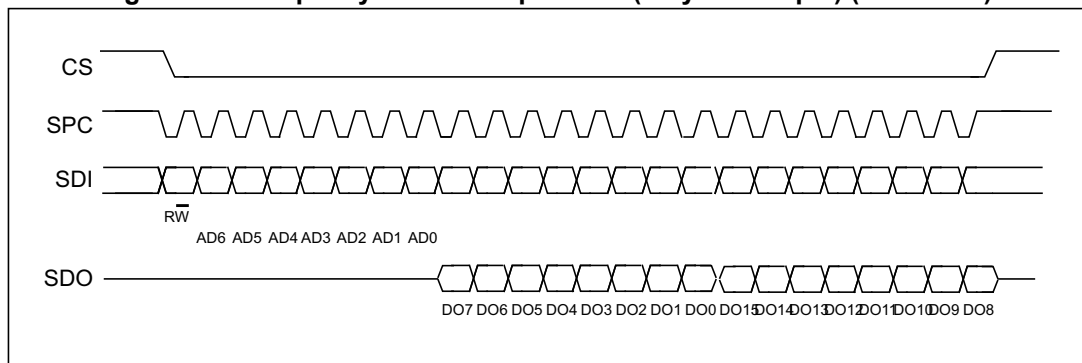 CS
SPC
SDI
RW
AD6 AD5 AD4 AD3 AD2 AD1 AD0
SDO
DO7 DO6 DO5 DO4 DO3 DO2 DO1 DO0 DO15 DO14 DO13 DO12 DO11 DO10 DO9 DO8